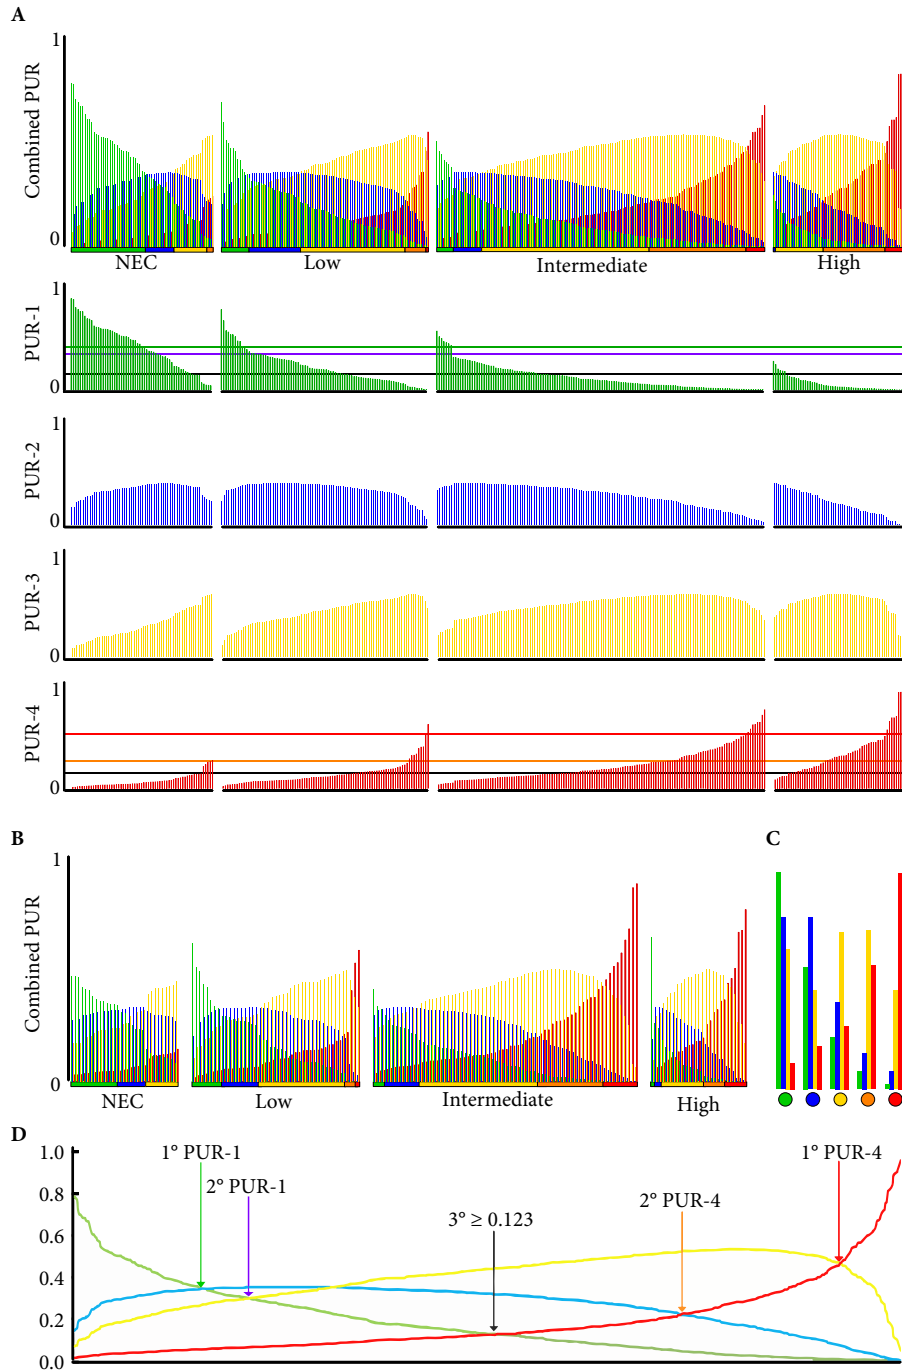 A
1
Combined PUR
0
NEC
Low
Intermediate
High
1
PUR-1
0
1
PUR-2
0
1
PUR-3
0
1
PUR-4
0
B
1
Combined PUR
0
NEC
Low
Intermediate
High
C
D
1.0
0.8
0.6
0.4
0.2
0
1° PUR-1
2° PUR-1
3° ≥ 0.123
2° PUR-4
1° PUR-4